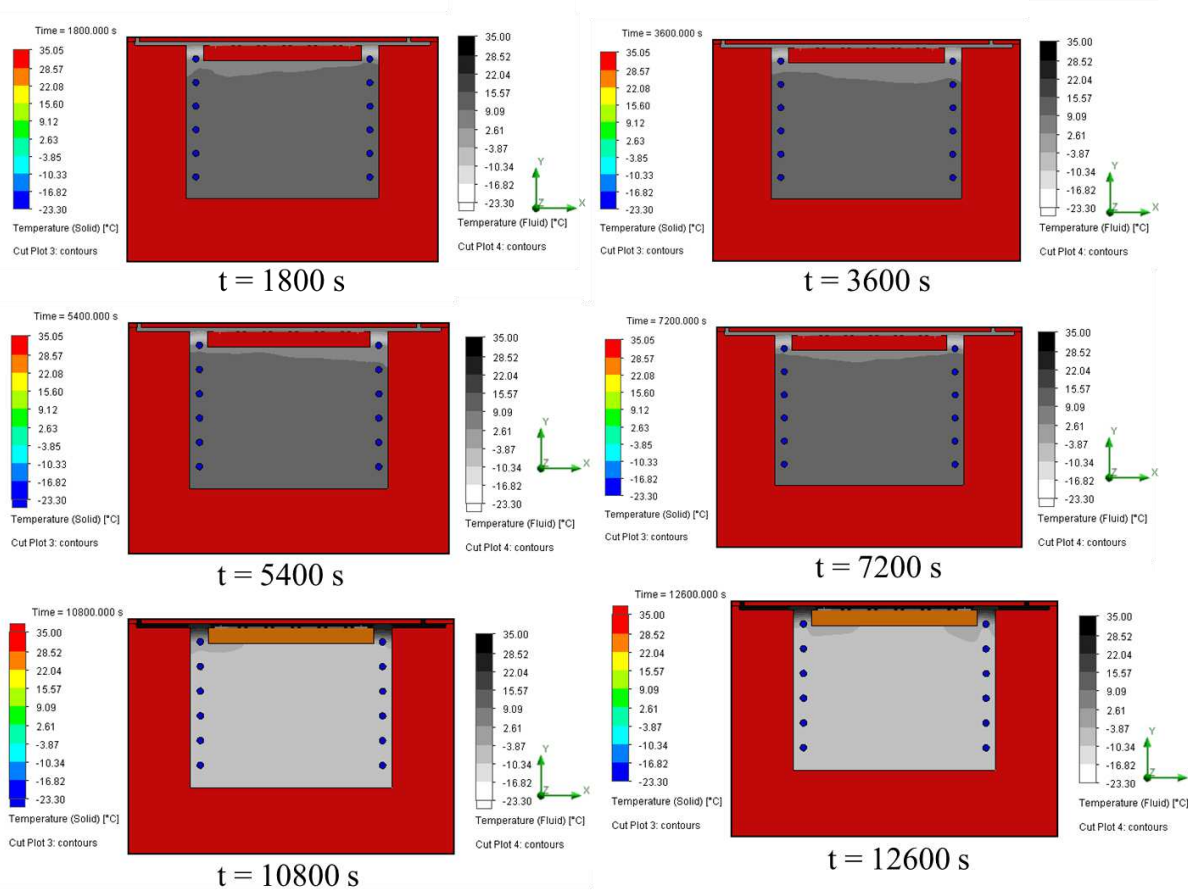 Time = 1800.000 s
35.05
28.57
22.08
15.60
9.12
2.63
-3.85
-10.33
-16.82
-23.30
Temperature (Solid) [°C]
Cut Plot 3: contours
35.00
28.52
22.04
15.57
9.09
2.61
-3.87
-10.34
-16.82
-23.30
Temperature (Fluid) [°C]
Cut Plot 4: contours
Y
X
Z
t = 1800 s
Time = 3600.000 s
35.05
28.57
22.08
15.60
9.12
2.63
-3.85
-10.33
-16.82
-23.30
Temperature (Solid) [°C]
Cut Plot 3: contours
35.00
28.52
22.04
15.57
9.09
2.61
-3.87
-10.34
-16.82
-23.30
Temperature (Fluid) [°C]
Cut Plot 4: contours
Y
X
Z
t = 3600 s
Time = 5400.000 s
35.05
28.57
22.08
15.60
9.12
2.63
-3.85
-10.33
-16.82
-23.30
Temperature (Solid) [°C]
Cut Plot 3: contours
35.00
28.52
22.04
15.57
9.09
2.61
-3.87
-10.34
-16.82
-23.30
Temperature (Fluid) [°C]
Cut Plot 4: contours
Y
X
Z
t = 5400 s
Time = 7200.000 s
35.05
28.57
22.08
15.60
9.12
2.63
-3.85
-10.33
-16.82
-23.30
Temperature (Solid) [°C]
Cut Plot 3: contours
35.00
28.52
22.04
15.57
9.09
2.61
-3.87
-10.34
-16.82
-23.30
Temperature (Fluid) [°C]
Cut Plot 4: contours
Y
X
Z
t = 7200 s
Time = 10800.000 s
35.00
28.52
22.04
15.57
9.09
2.61
-3.87
-10.34
-16.82
-23.30
Temperature (Solid) [°C]
Cut Plot 3: contours
35.00
28.52
22.04
15.57
9.09
2.61
-3.87
-10.34
-16.82
-23.30
Temperature (Fluid) [°C]
Cut Plot 4: contours
Y
X
Z
t = 10800 s
Time = 12600.000 s
35.00
28.52
22.04
15.57
9.09
2.61
-3.87
-10.34
-16.82
-23.30
Temperature (Solid) [°C]
Cut Plot 3: contours
35.00
28.52
22.04
15.57
9.09
2.61
-3.87
-10.34
-16.82
-23.30
Temperature (Fluid) [°C]
Cut Plot 4: contours
Y
X
Z
t = 12600 s